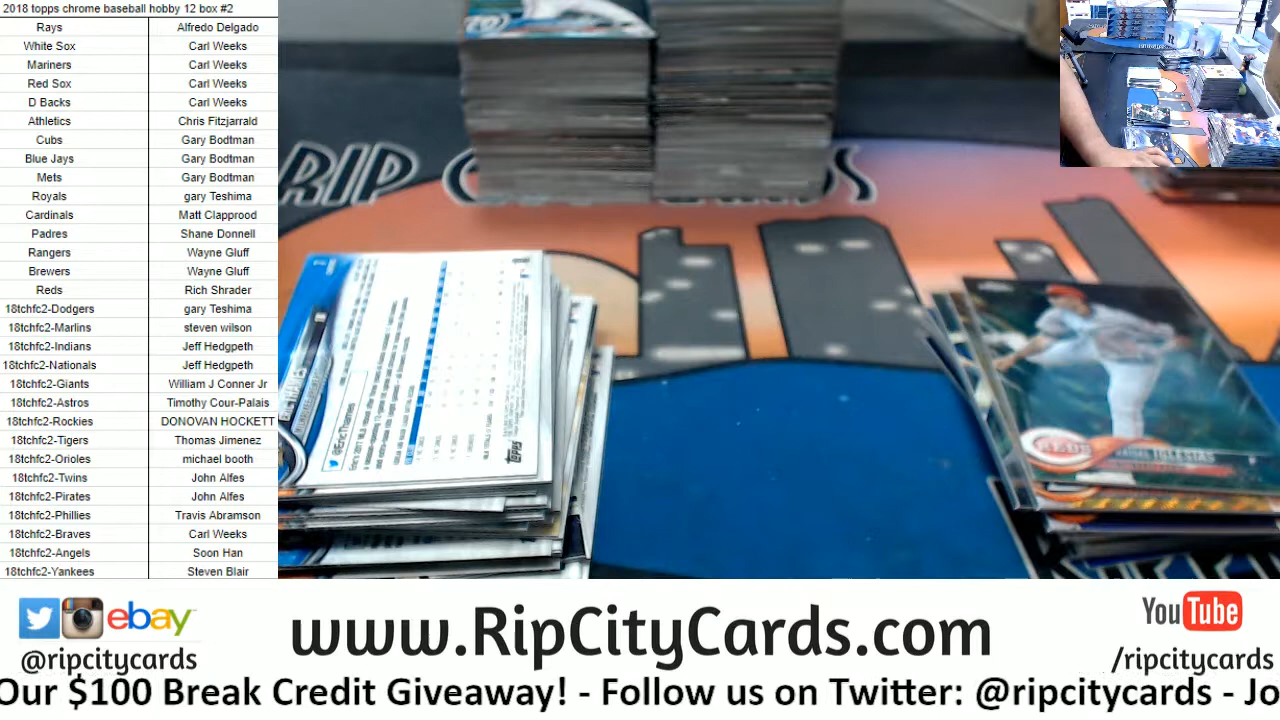 2018 topps chrome baseball hobby 12 box #2
Rays Alfredo Delgado
White Sox Carl Weeks
Mariners Carl Weeks
Red Sox Carl Weeks
D Backs Carl Weeks
Athletics Chris Fitzjarrald
Cubs Gary Bodtman
Blue Jays Gary Bodtman
Mets Gary Bodtman
Royals gary Teshima
Cardinals Matt Clapprood
Padres Shane Donnell
Rangers Wayne Gluff
Brewers Wayne Gluff
Reds Rich Shrader
18tchfc2-Dodgers gary Teshima
18tchfc2-Marlins steven wilson
18tchfc2-Indians Jeff Hedgpeth
18tchfc2-Nationals Jeff Hedgpeth
18tchfc2-Giants William J Conner Jr
18tchfc2-Astros Timothy Cour-Palais
18tchfc2-Rockies DONOVAN HOCKETT
18tchfc2-Tigers Thomas Jimenez
18tchfc2-Orioles michael booth
18tchfc2-Twins John Alfes
18tchfc2-Pirates John Alfes
18tchfc2-Phillies Travis Abramson
18tchfc2-Braves Carl Weeks
18tchfc2-Angels Soon Han
18tchfc2-Yankees Steven Blair
RIP
@EricThames
topps
REDS
IGLESIAS
ebay
@ripcitycards
www.RipCityCards.com
YouTube
/ripcitycards
Our $100 Break Credit Giveaway! - Follow us on Twitter: @ripcitycards - Jo